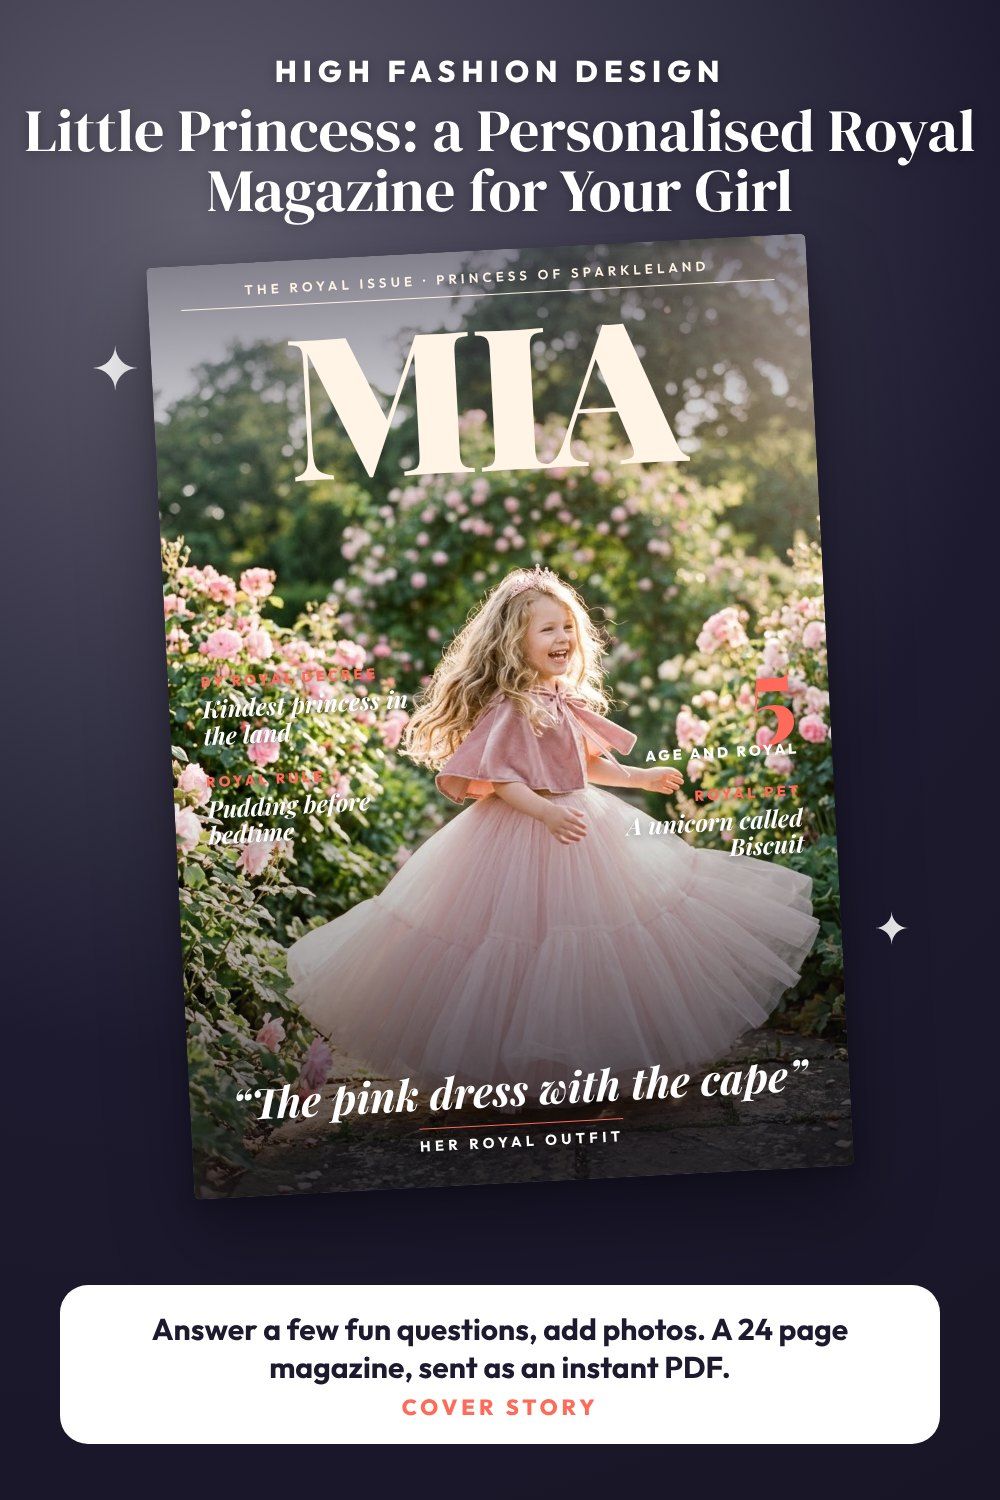 HIGH FASHION DESIGN
Little Princess: a Personalised Royal
Magazine for Your Girl
THE ROYAL ISSUE · PRINCESS OF SPARKLELAND
MIA
BY ROYAL DECREE
Kindest princess in
the land
ROYAL RULE
Pudding before
bedtime
5
AGE AND ROYAL
ROYAL PET
A unicorn called
Biscuit
“The pink dress with the cape”
HER ROYAL OUTFIT
Answer a few fun questions, add photos. A 24 page
magazine, sent as an instant PDF.
COVER STORY